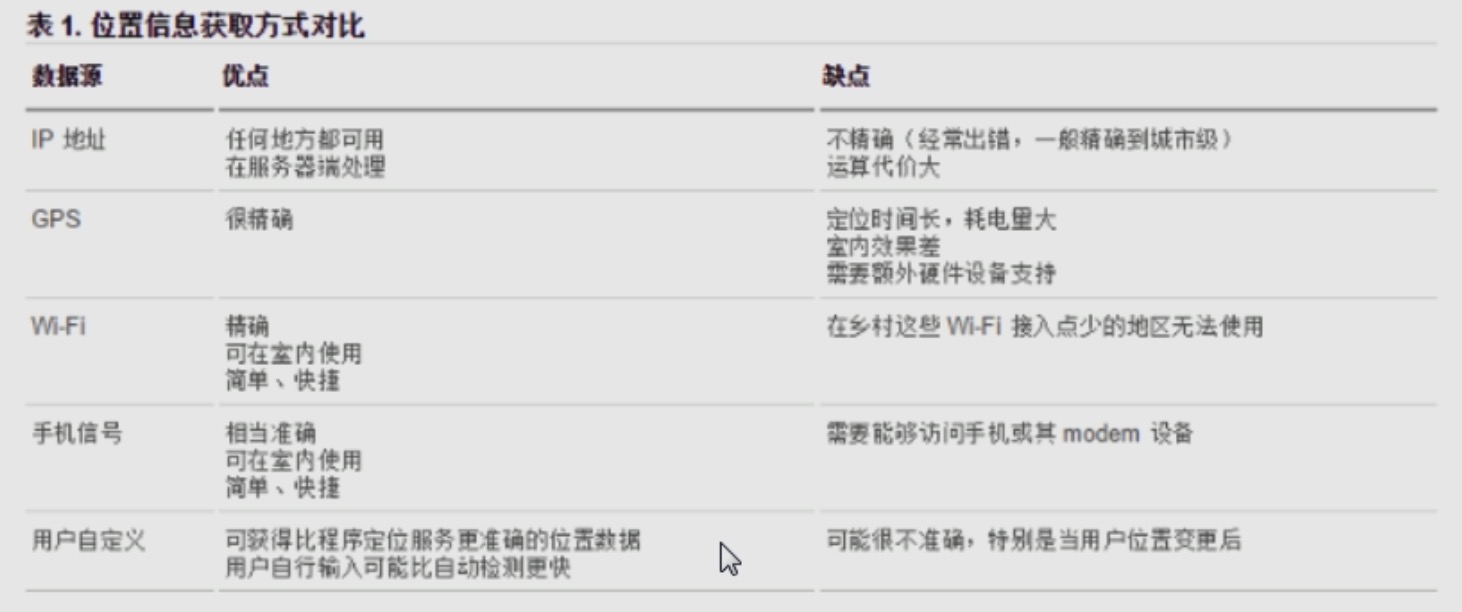 表 1. 位置信息获取方式对比
数据源 优点 缺点
IP 地址 任何地方都可用 不精确（经常出错，一般精确到城市级）
在服务器端处理 运算代价大
GPS 很精确 定位时间长，耗电量大
室内效果差
需要额外硬件设备支持
Wi-Fi 精确 在乡村这些 Wi-Fi 接入点少的地区无法使用
可在室内使用
简单、快捷
手机信号 相当准确 需要能够访问手机或其 modem 设备
可在室内使用
简单、快捷
用户自定义 可获得比程序定位服务更准确的位置数据 可能很不准确，特别是当用户位置变更后
用户自行输入可能比自动检测更快